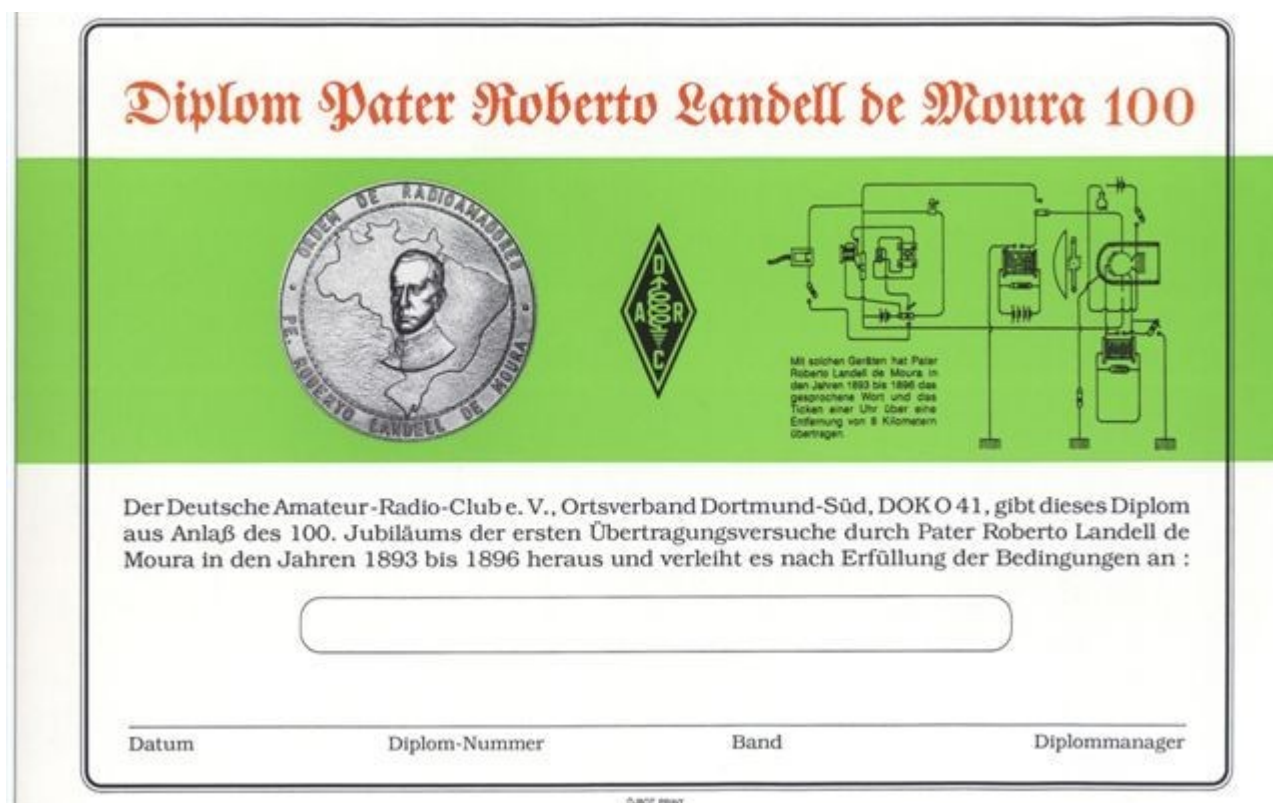 Diplom Pater Roberto Landell de Moura 100
ORDEM DE RADIOAMADORES
PE. ROBERTO LANDELL DE MOURA
D
A R
C
Mit solchen Geräten hat Pater
Roberto Landell de Moura in
den Jahren 1893 bis 1896 das
gesprochene Wort und das
Ticken einer Uhr über eine
Entfernung von 8 Kilometern
übertragen.
Der Deutsche Amateur-Radio-Club e. V., Ortsverband Dortmund-Süd, DOK O 41, gibt dieses Diplom
aus Anlaß des 100. Jubiläums der ersten Übertragungsversuche durch Pater Roberto Landell de
Moura in den Jahren 1893 bis 1896 heraus und verleiht es nach Erfüllung der Bedingungen an :
Datum Diplom-Nummer Band Diplommanager